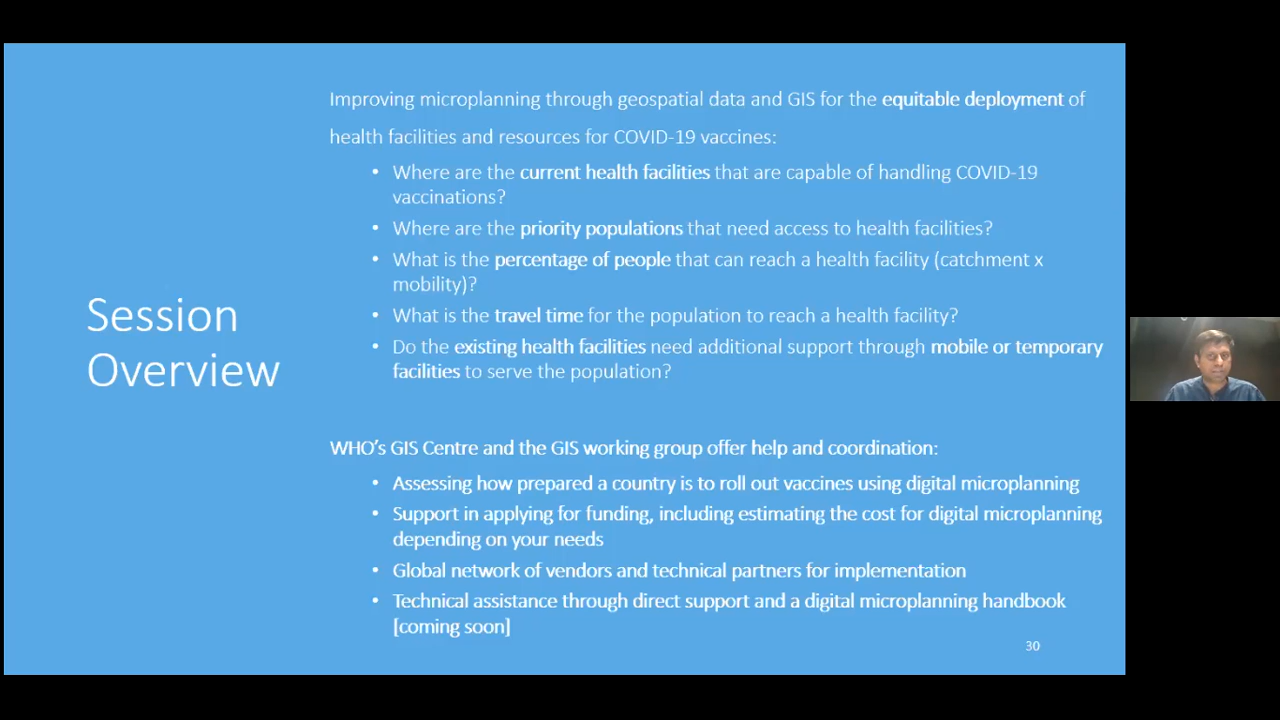 Session
Overview
Improving microplanning through geospatial data and GIS for the equitable deployment of
health facilities and resources for COVID-19 vaccines:
• Where are the current health facilities that are capable of handling COVID-19
vaccinations?
• Where are the priority populations that need access to health facilities?
• What is the percentage of people that can reach a health facility (catchment x
mobility)?
• What is the travel time for the population to reach a health facility?
• Do the existing health facilities need additional support through mobile or temporary
facilities to serve the population?
WHO's GIS Centre and the GIS working group offer help and coordination:
• Assessing how prepared a country is to roll out vaccines using digital microplanning
• Support in applying for funding, including estimating the cost for digital microplanning
depending on your needs
• Global network of vendors and technical partners for implementation
• Technical assistance through direct support and a digital microplanning handbook
[coming soon]
30